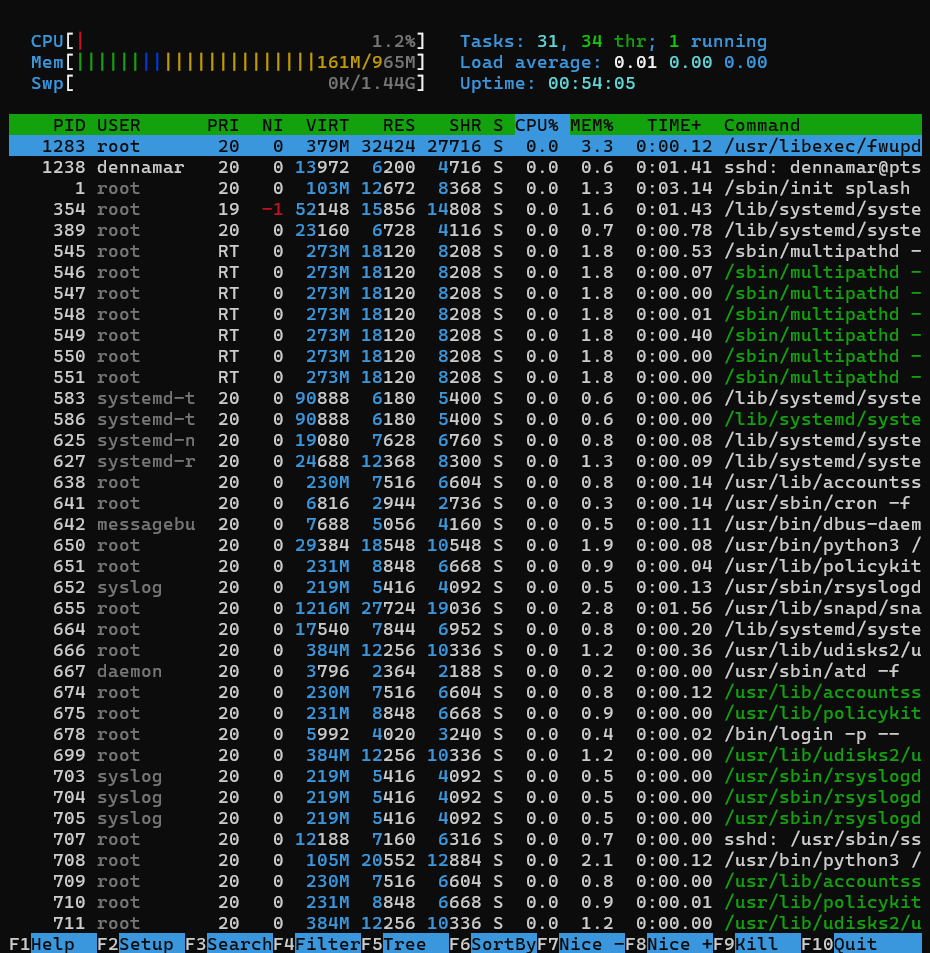 CPU[| 1.2%] Tasks: 31, 34 thr; 1 running
Mem[||||||||||||||||||||||161M/965M] Load average: 0.01 0.00 0.00
Swp[ 0K/1.44G] Uptime: 00:54:05
PID USER PRI NI VIRT RES SHR S CPU% MEM% TIME+ Command
1283 root 20 0 379M 32424 27716 S 0.0 3.3 0:00.12 /usr/libexec/fwupd
1238 dennamar 20 0 13972 6200 4716 S 0.0 0.6 0:01.41 sshd: dennamar@pts
1 root 20 0 103M 12672 8368 S 0.0 1.3 0:03.14 /sbin/init splash
354 root 19 -1 52148 15856 14808 S 0.0 1.6 0:01.43 /lib/systemd/syste
389 root 20 0 23160 6728 4116 S 0.0 0.7 0:00.78 /lib/systemd/syste
545 root RT 0 273M 18120 8208 S 0.0 1.8 0:00.53 /sbin/multipathd -
546 root RT 0 273M 18120 8208 S 0.0 1.8 0:00.07 /sbin/multipathd -
547 root RT 0 273M 18120 8208 S 0.0 1.8 0:00.00 /sbin/multipathd -
548 root RT 0 273M 18120 8208 S 0.0 1.8 0:00.01 /sbin/multipathd -
549 root RT 0 273M 18120 8208 S 0.0 1.8 0:00.40 /sbin/multipathd -
550 root RT 0 273M 18120 8208 S 0.0 1.8 0:00.00 /sbin/multipathd -
551 root RT 0 273M 18120 8208 S 0.0 1.8 0:00.00 /sbin/multipathd -
583 systemd-t 20 0 90888 6180 5400 S 0.0 0.6 0:00.06 /lib/systemd/syste
586 systemd-t 20 0 90888 6180 5400 S 0.0 0.6 0:00.00 /lib/systemd/syste
625 systemd-n 20 0 19080 7628 6760 S 0.0 0.8 0:00.08 /lib/systemd/syste
627 systemd-r 20 0 24688 12368 8300 S 0.0 1.3 0:00.09 /lib/systemd/syste
638 root 20 0 230M 7516 6604 S 0.0 0.8 0:00.14 /usr/lib/accountss
641 root 20 0 6816 2944 2736 S 0.0 0.3 0:00.14 /usr/sbin/cron -f
642 messagebu 20 0 7688 5056 4160 S 0.0 0.5 0:00.11 /usr/bin/dbus-daem
650 root 20 0 29384 18548 10548 S 0.0 1.9 0:00.08 /usr/bin/python3 /
651 root 20 0 231M 8848 6668 S 0.0 0.9 0:00.04 /usr/lib/policykit
652 syslog 20 0 219M 5416 4092 S 0.0 0.5 0:00.13 /usr/sbin/rsyslogd
655 root 20 0 1216M 27724 19036 S 0.0 2.8 0:01.56 /usr/lib/snapd/sna
664 root 20 0 17540 7844 6952 S 0.0 0.8 0:00.20 /lib/systemd/syste
666 root 20 0 384M 12256 10336 S 0.0 1.2 0:00.36 /usr/lib/udisks2/u
667 daemon 20 0 3796 2364 2188 S 0.0 0.2 0:00.00 /usr/sbin/atd -f
674 root 20 0 230M 7516 6604 S 0.0 0.8 0:00.12 /usr/lib/accountss
675 root 20 0 231M 8848 6668 S 0.0 0.9 0:00.00 /usr/lib/policykit
678 root 20 0 5992 4020 3240 S 0.0 0.4 0:00.02 /bin/login -p --
699 root 20 0 384M 12256 10336 S 0.0 1.2 0:00.00 /usr/lib/udisks2/u
703 syslog 20 0 219M 5416 4092 S 0.0 0.5 0:00.00 /usr/sbin/rsyslogd
704 syslog 20 0 219M 5416 4092 S 0.0 0.5 0:00.00 /usr/sbin/rsyslogd
705 syslog 20 0 219M 5416 4092 S 0.0 0.5 0:00.00 /usr/sbin/rsyslogd
707 root 20 0 12188 7160 6316 S 0.0 0.7 0:00.00 sshd: /usr/sbin/ss
708 root 20 0 105M 20552 12884 S 0.0 2.1 0:00.12 /usr/bin/python3 /
709 root 20 0 230M 7516 6604 S 0.0 0.8 0:00.00 /usr/lib/accountss
710 root 20 0 231M 8848 6668 S 0.0 0.9 0:00.01 /usr/lib/policykit
711 root 20 0 384M 12256 10336 S 0.0 1.2 0:00.00 /usr/lib/udisks2/u
F1Help F2Setup F3SearchF4FilterF5Tree F6SortByF7Nice -F8Nice +F9Kill F10Quit